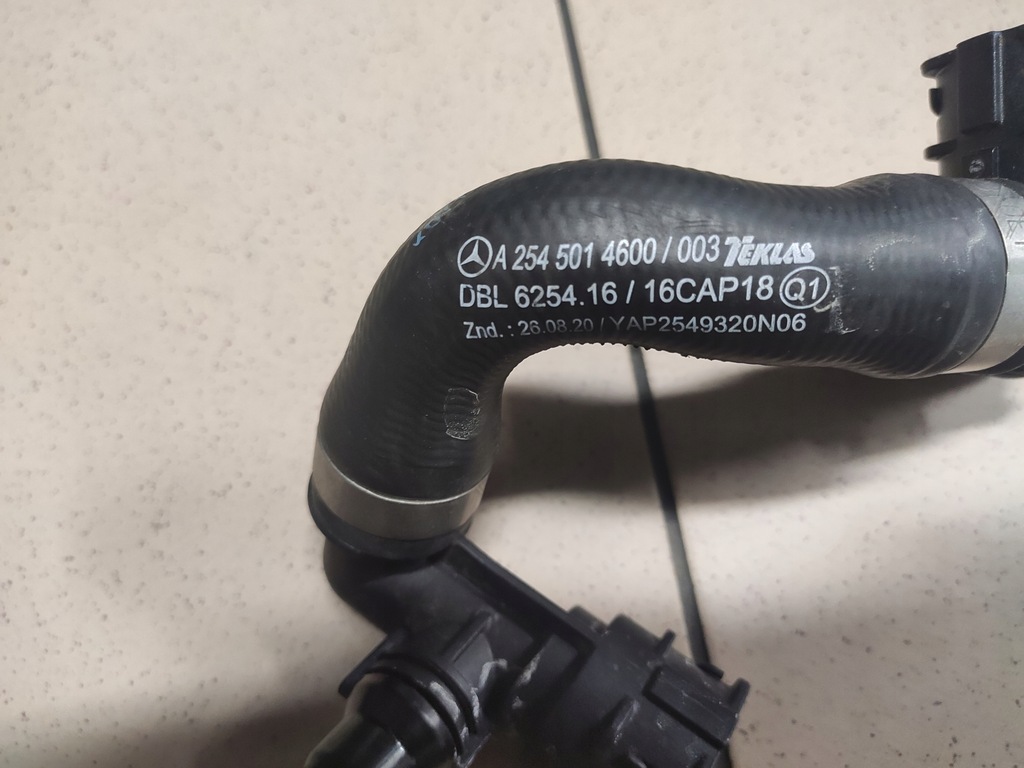 A 254 501 4600 / 003 TEKLAS
DBL 6254.16 / 16CAP18 Q1
Znd. : 26.08.20 / YAP2549320N06